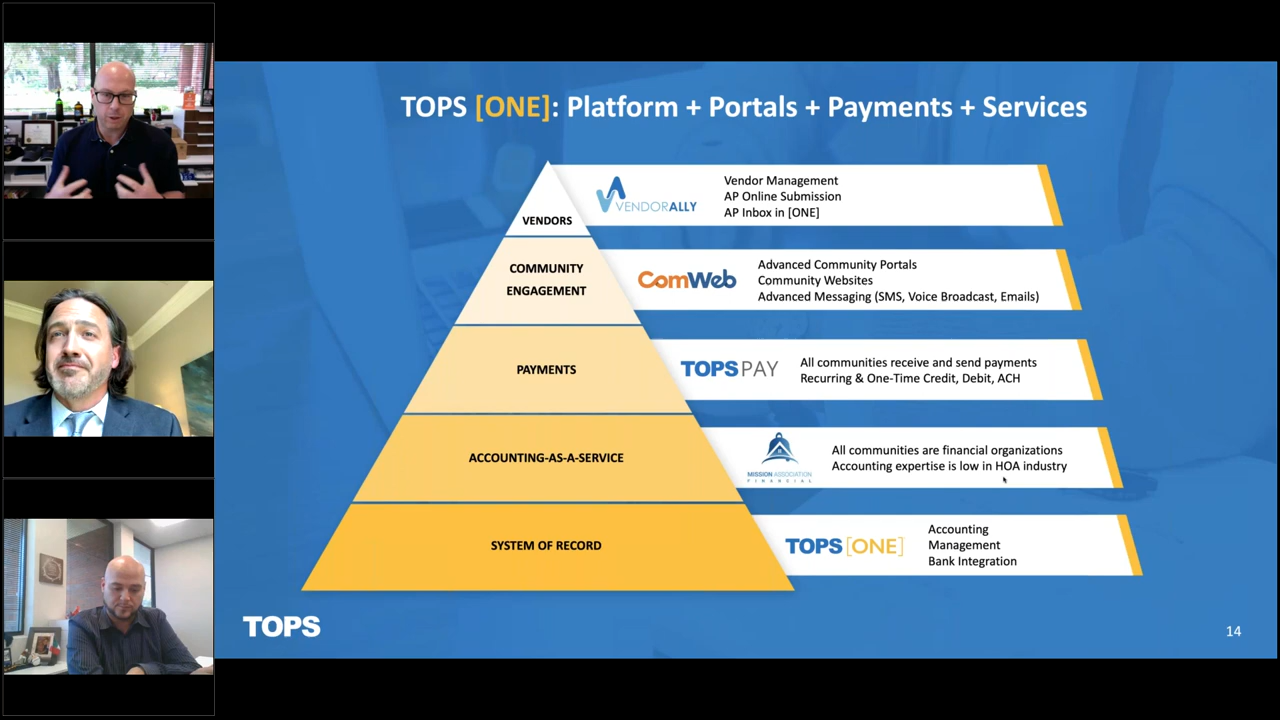 TOPS [ONE]: Platform + Portals + Payments + Services
VENDORS
VENDORALLY
Vendor Management
AP Online Submission
AP Inbox in [ONE]
COMMUNITY
ENGAGEMENT
ComWeb
Advanced Community Portals
Community Websites
Advanced Messaging (SMS, Voice Broadcast, Emails)
PAYMENTS
TOPS PAY
All communities receive and send payments
Recurring & One-Time Credit, Debit, ACH
ACCOUNTING-AS-A-SERVICE
MISSION ASSOCIATION
FINANCIAL
All communities are financial organizations
Accounting expertise is low in HOA industry
SYSTEM OF RECORD
TOPS [ONE]
Accounting
Management
Bank Integration
TOPS
14